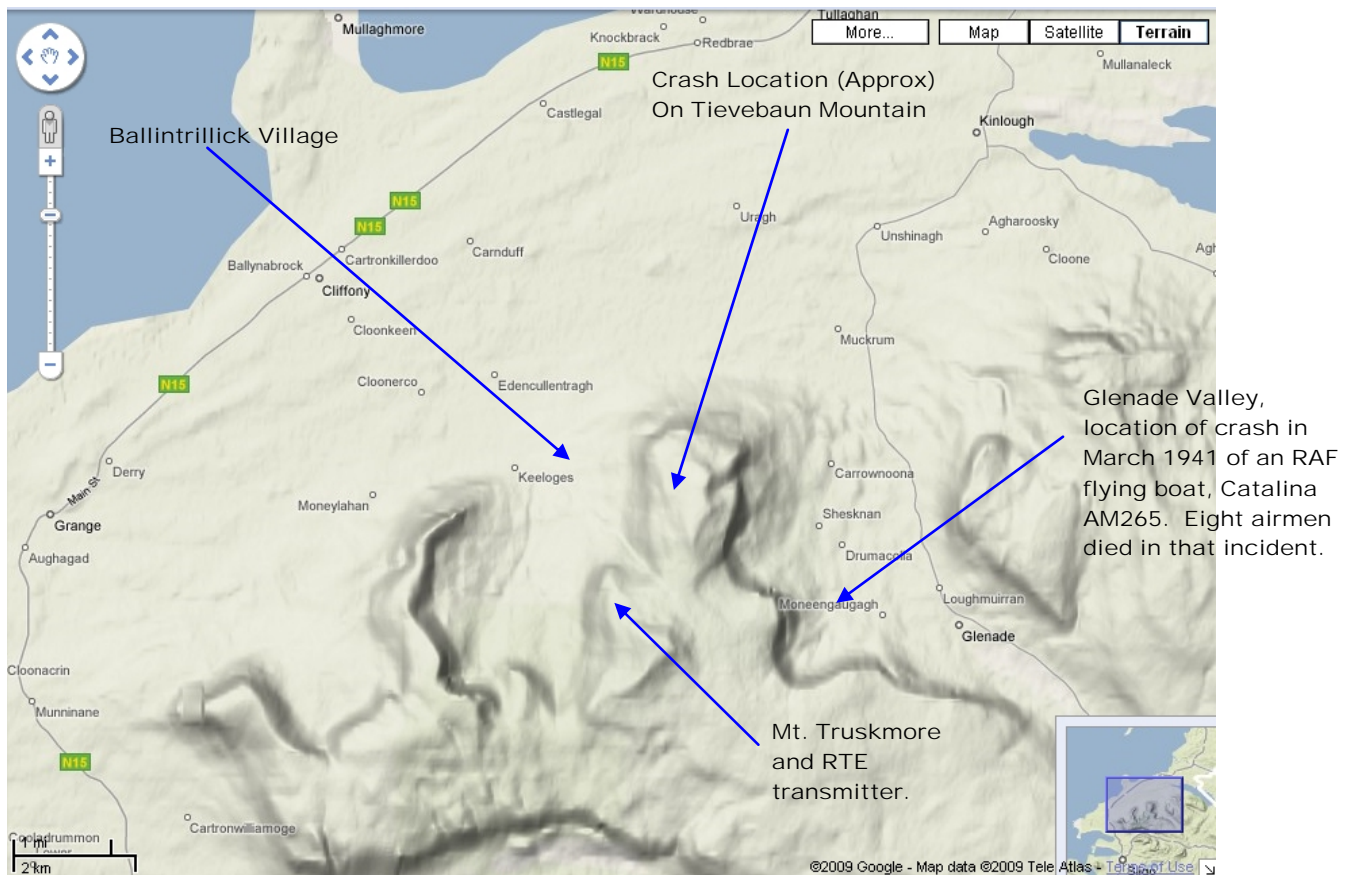 Wardhouse
Tullaghan
Mullaghmore
Knockbrack
Redbrae
More...
Map
Satellite
Terrain
N15
Mullanaleck
Crash Location (Approx)
On Tievebaun Mountain
Castlegal
Kinlough
Ballintrillick Village
N15
N15
Uragh
Unshinagh
Agharoosky
Carnduff
Cartronkillerdoo
Ballynabrock
Cloone
Cliffony
Cloonkeen
Muckrum
N15
Cloonerco
Edencullentragh
Glenade Valley,
location of crash in
March 1941 of an RAF
flying boat, Catalina
AM265. Eight airmen
died in that incident.
Derry
Main St
Keeloges
Carrownoona
Moneylahan
Grange
Shesknan
Aughagad
Drumacolla
Moneengaugagh
Loughmuirran
Glenade
Cloonacrin
Munninane
Mt. Truskmore
and RTE
transmitter.
N15
Cartronwilliamoge
Cooladrummon
Lower
1 mi
2 km
©2009 Google - Map data ©2009 Tele Atlas - Terms of Use
Sligo